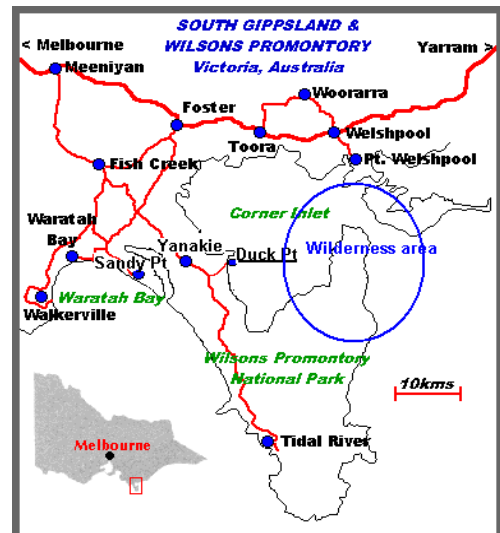 SOUTH GIPPSLAND &
WILSONS PROMONTORY
Victoria, Australia
< Melbourne
Yarram >
Meeniyan
Woorarra
Foster
Toora
Welshpool
Pt. Welshpool
Fish Creek
Corner Inlet
Waratah
Bay
Yanakie
Duck Pt
Wilderness area
Sandy Pt
Waratah Bay
Walkerville
Wilsons Promontory
National Park
10kms
Melbourne
Tidal River